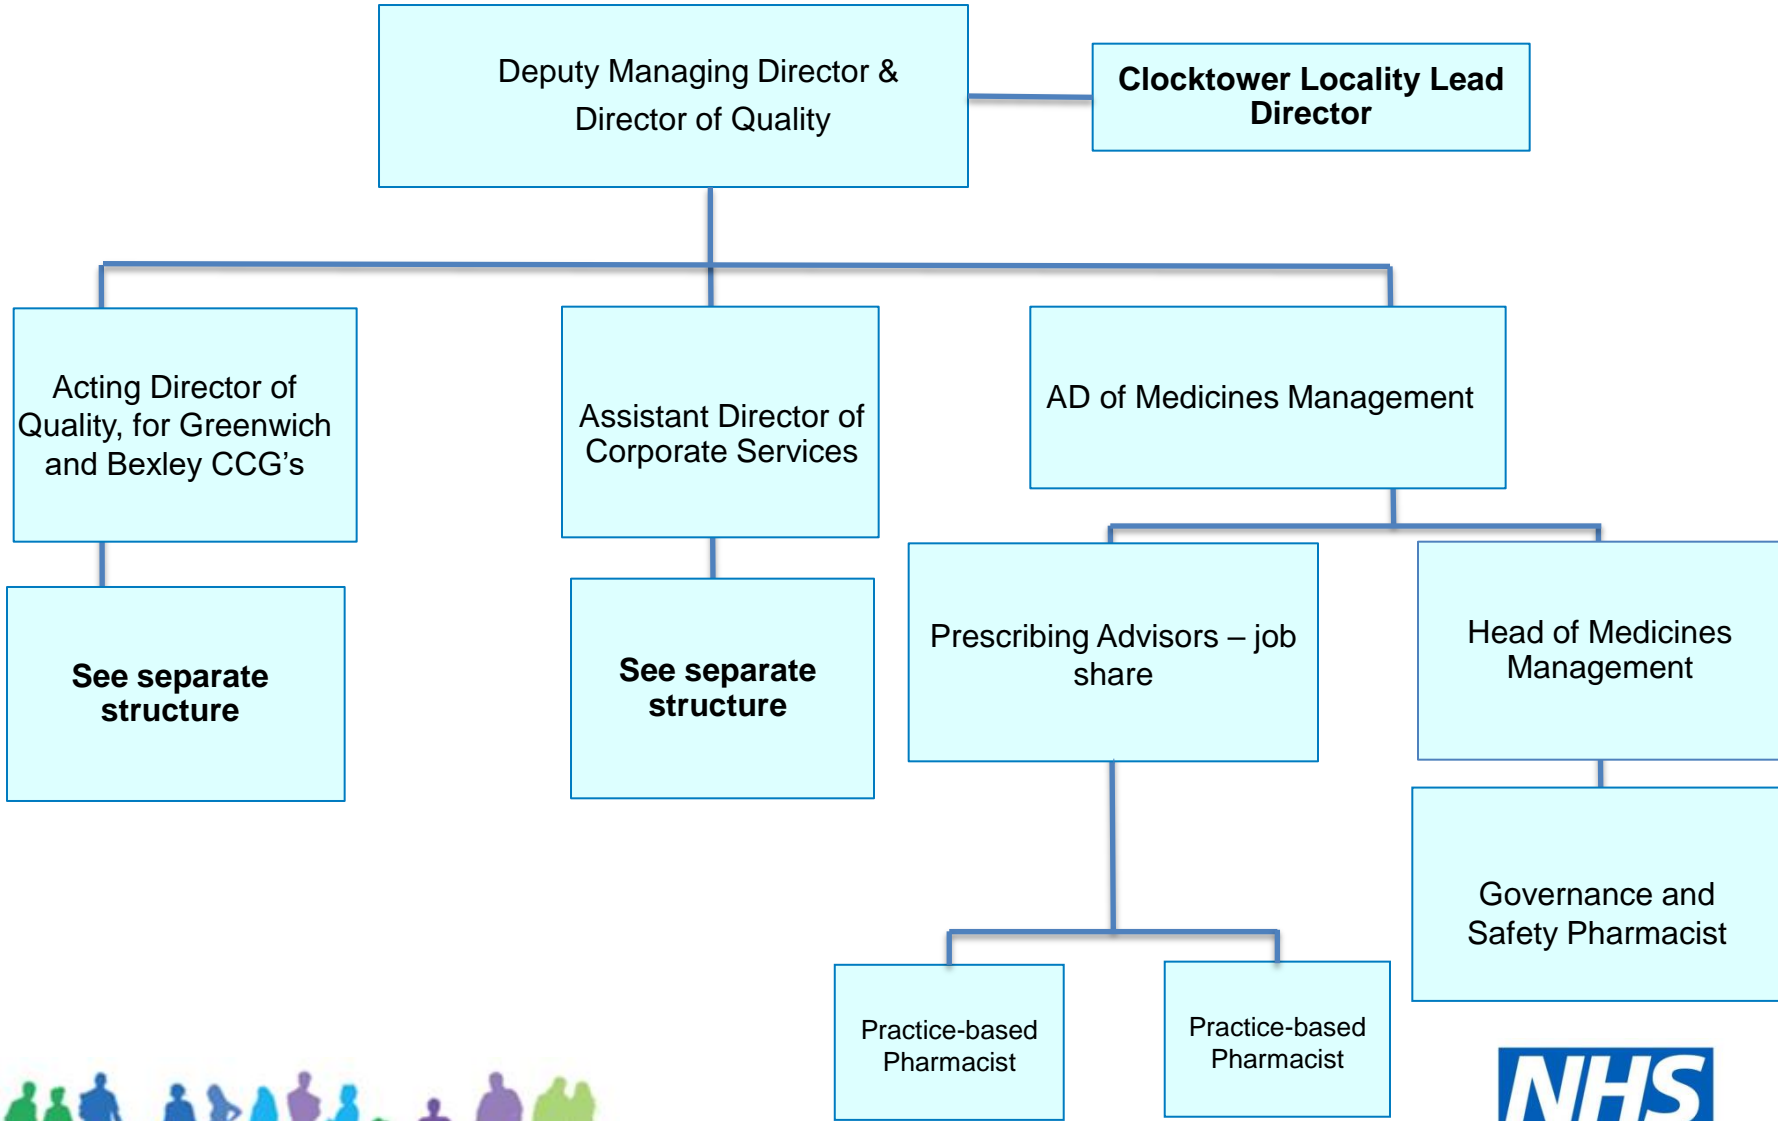 Deputy Managing Director &
Director of Quality
Clocktower Locality Lead
Director
Acting Director of
Quality, for Greenwich
and Bexley CCG’s
Assistant Director of
Corporate Services
AD of Medicines Management
See separate
structure
See separate
structure
Prescribing Advisors – job
share
Head of Medicines
Management
Governance and
Safety Pharmacist
Practice-based
Pharmacist
Practice-based
Pharmacist
NHS